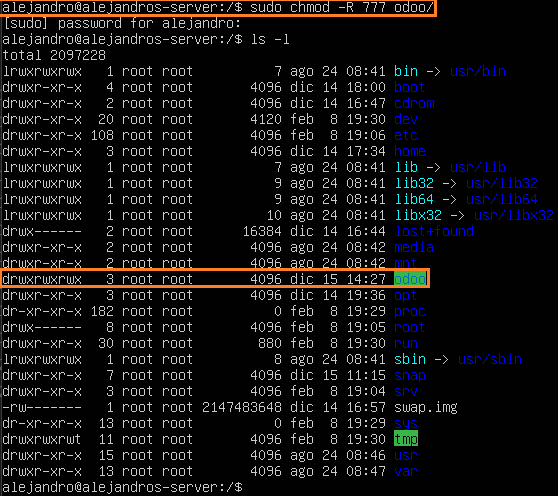 alejandro@alejandros-server:/$ sudo chmod -R 777 odoo/
[sudo] password for alejandro:
alejandro@alejandros-server:/$ ls -l
total 2097228
lrwxrwxrwx   1 root root          7 ago 24 08:41 bin -> usr/bin
drwxr-xr-x   4 root root       4096 dic 14 18:00 boot
drwxr-xr-x   2 root root       4096 dic 14 16:47 cdrom
drwxr-xr-x  20 root root       4120 feb  8 19:30 dev
drwxr-xr-x 108 root root       4096 feb  8 19:06 etc
drwxr-xr-x   3 root root       4096 dic 14 17:34 home
lrwxrwxrwx   1 root root          7 ago 24 08:41 lib -> usr/lib
lrwxrwxrwx   1 root root          9 ago 24 08:41 lib32 -> usr/lib32
lrwxrwxrwx   1 root root          9 ago 24 08:41 lib64 -> usr/lib64
lrwxrwxrwx   1 root root         10 ago 24 08:41 libx32 -> usr/libx32
drwx------   2 root root      16384 dic 14 16:44 lost+found
drwxr-xr-x   2 root root       4096 ago 24 08:42 media
drwxr-xr-x   2 root root       4096 ago 24 08:42 mnt
drwxrwxrwx   3 root root       4096 dic 15 14:27 odoo
drwxr-xr-x   3 root root       4096 dic 14 19:36 opt
dr-xr-xr-x 182 root root          0 feb  8 19:29 proc
drwx------   8 root root       4096 feb  8 19:05 root
drwxr-xr-x  30 root root        880 feb  8 19:30 run
lrwxrwxrwx   1 root root          8 ago 24 08:41 sbin -> usr/sbin
drwxr-xr-x   7 root root       4096 dic 15 11:15 snap
drwxr-xr-x   3 root root       4096 feb  8 19:04 srv
-rw-------   1 root root 2147483648 dic 14 16:57 swap.img
dr-xr-xr-x  13 root root          0 feb  8 19:29 sys
drwxrwxrwt  11 root root       4096 feb  8 19:30 tmp
drwxr-xr-x  15 root root       4096 ago 24 08:46 usr
drwxr-xr-x  13 root root       4096 ago 24 08:47 var
alejandro@alejandros-server:/$